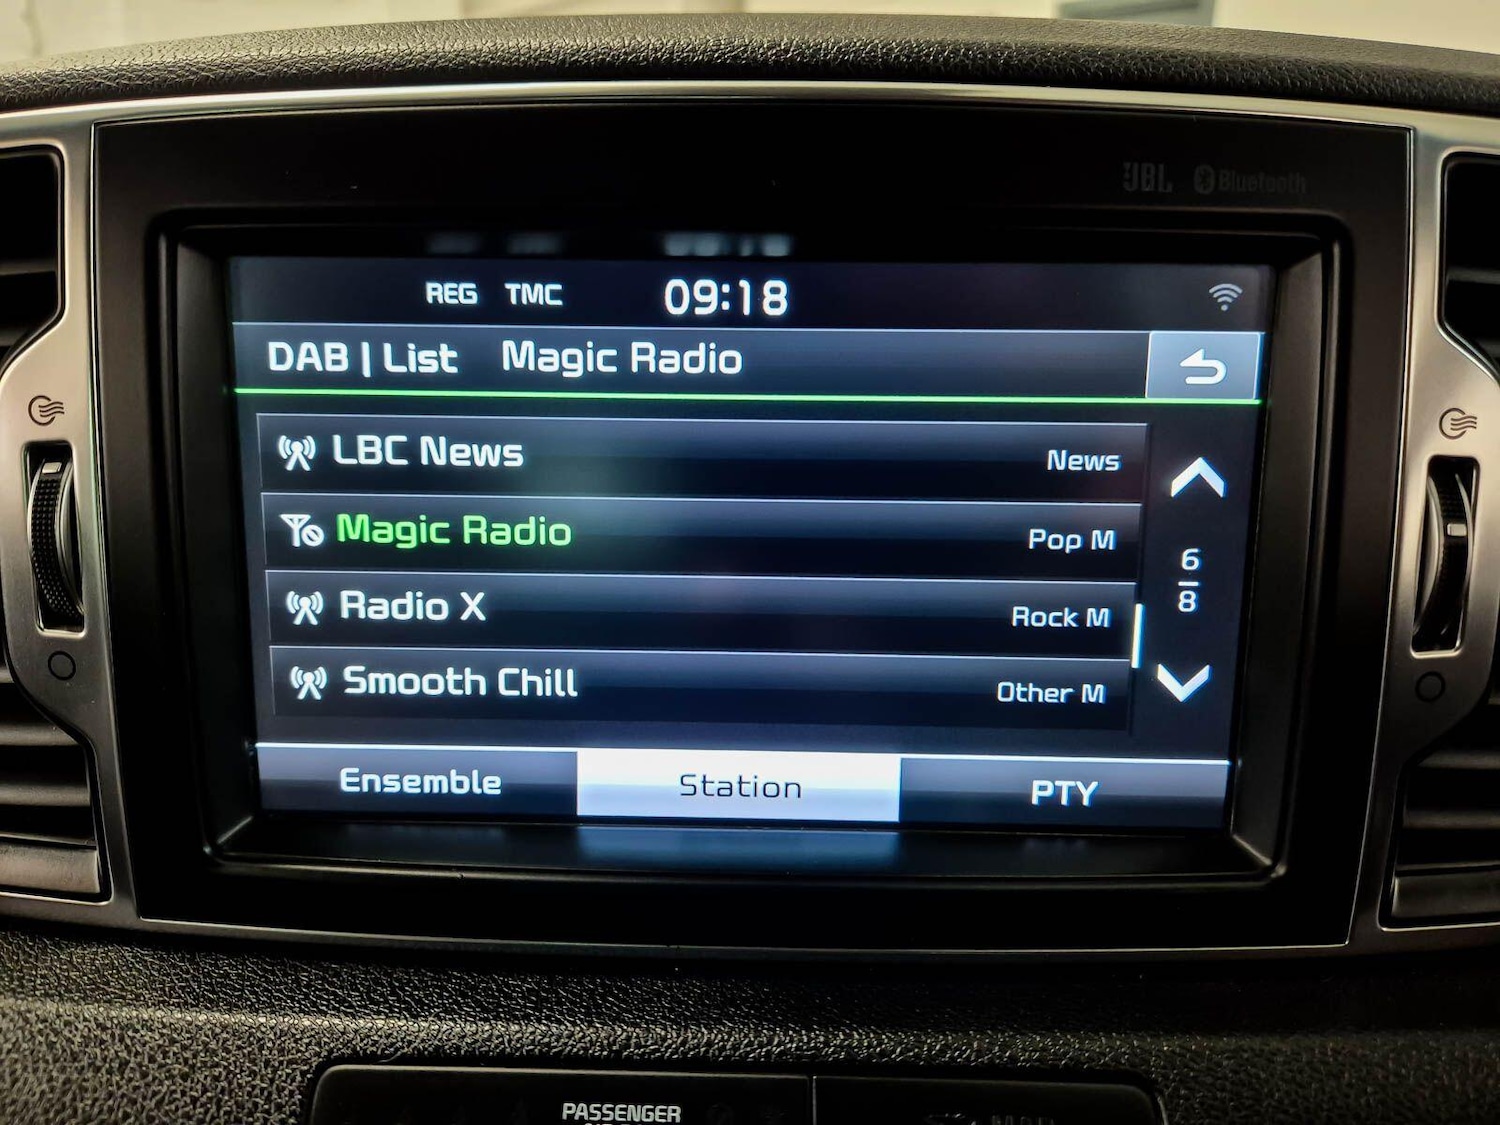 JBL Bluetooth
REG TMC 09:18
DAB | List Magic Radio
LBC News News
Magic Radio Pop M
Radio X Rock M
Smooth Chill Other M
6
8
Ensemble Station PTY
PASSENGER